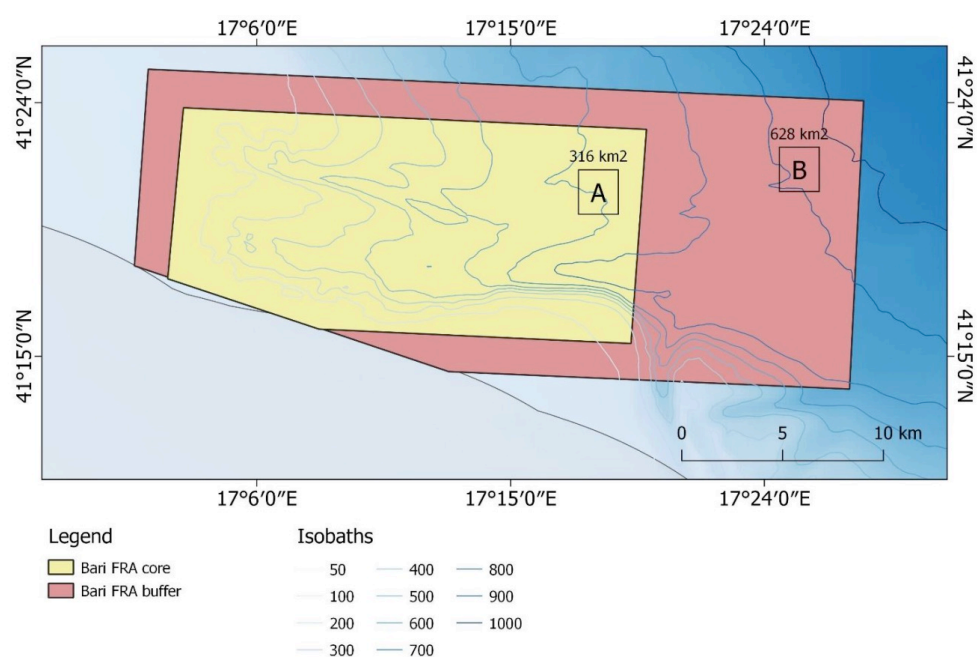 17°6′0″E 17°15′0″E 17°24′0″E
41°24′0″N 41°24′0″N
628 km2
B
316 km2
A
41°15′0″N 41°15′0″N
0 5 10 km
17°6′0″E 17°15′0″E 17°24′0″E
Legend
Bari FRA core
Bari FRA buffer
Isobaths
50 400 800
100 500 900
200 600 1000
300 700